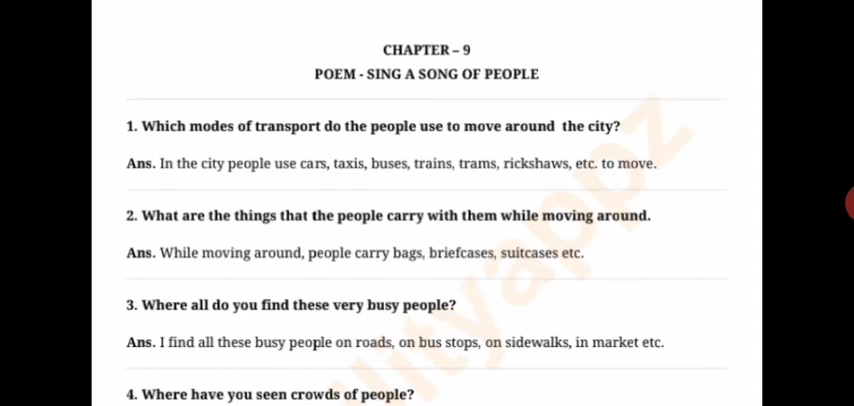 CHAPTER – 9
POEM - SING A SONG OF PEOPLE
1. Which modes of transport do the people use to move around the city?
Ans. In the city people use cars, taxis, buses, trains, trams, rickshaws, etc. to move.
2. What are the things that the people carry with them while moving around.
Ans. While moving around, people carry bags, briefcases, suitcases etc.
3. Where all do you find these very busy people?
Ans. I find all these busy people on roads, on bus stops, on sidewalks, in market etc.
4. Where have you seen crowds of people?